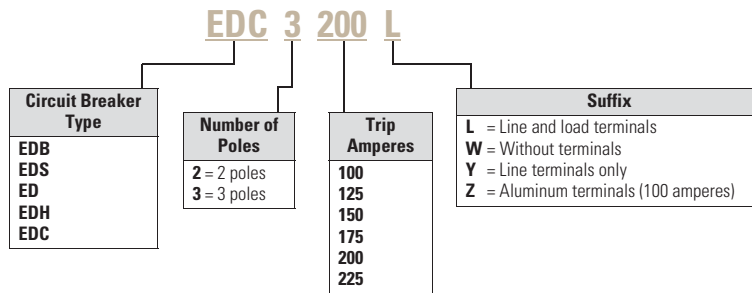 EDC 3 200 L
Circuit Breaker
Type
EDB
EDS
ED
EDH
EDC
Number of
Poles
2 = 2 poles
3 = 3 poles
Trip
Amperes
100
125
150
175
200
225
Suffix
L = Line and load terminals
W = Without terminals
Y = Line terminals only
Z = Aluminum terminals (100 amperes)